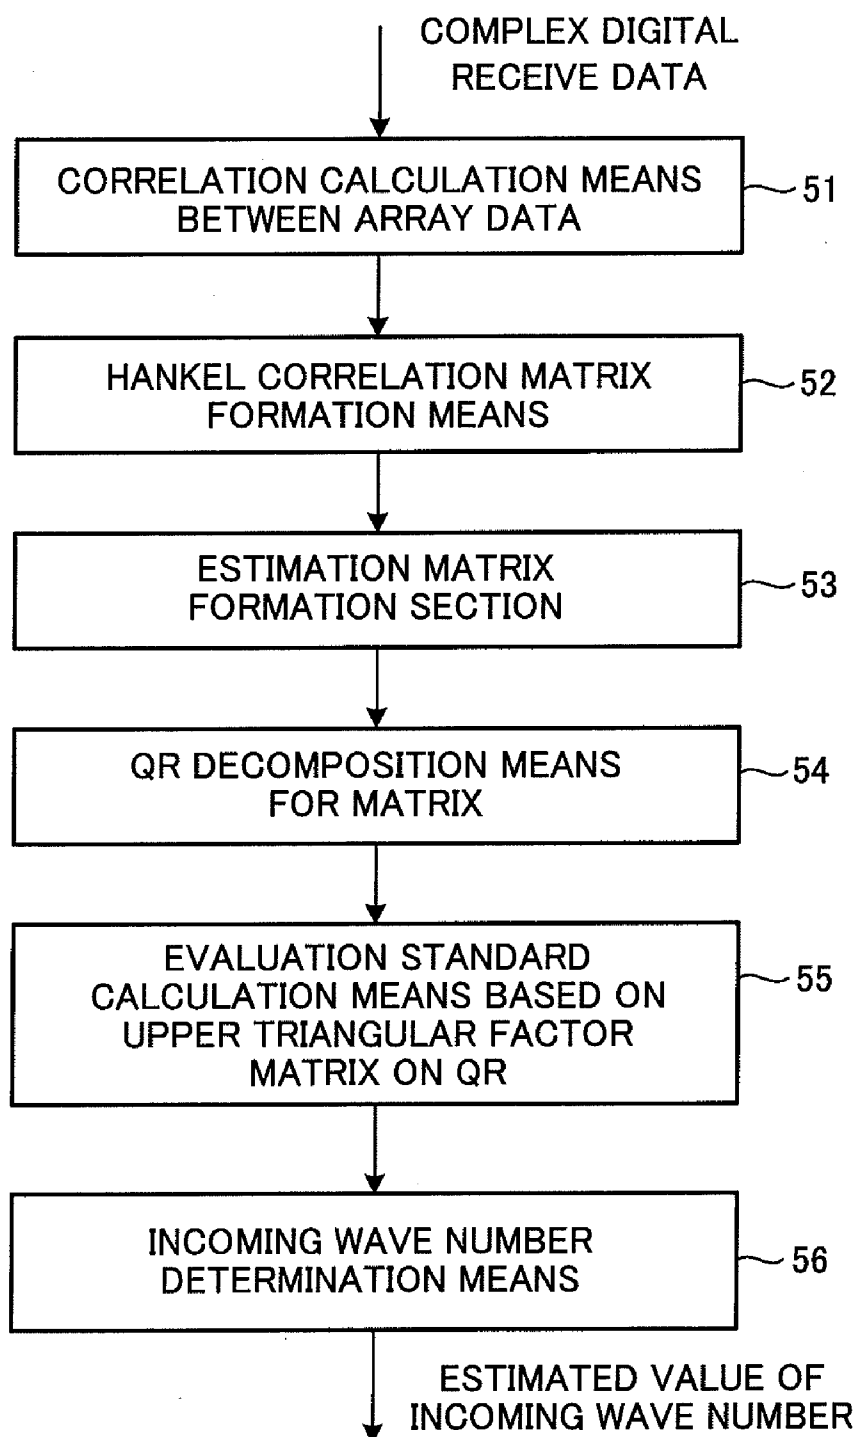 COMPLEX DIGITAL
RECEIVE DATA
CORRELATION CALCULATION MEANS
BETWEEN ARRAY DATA
51
HANKEL CORRELATION MATRIX
FORMATION MEANS
52
ESTIMATION MATRIX
FORMATION SECTION
53
QR DECOMPOSITION MEANS
FOR MATRIX
54
EVALUATION STANDARD
CALCULATION MEANS BASED ON
UPPER TRIANGULAR FACTOR
MATRIX ON QR
55
INCOMING WAVE NUMBER
DETERMINATION MEANS
56
ESTIMATED VALUE OF
INCOMING WAVE NUMBER